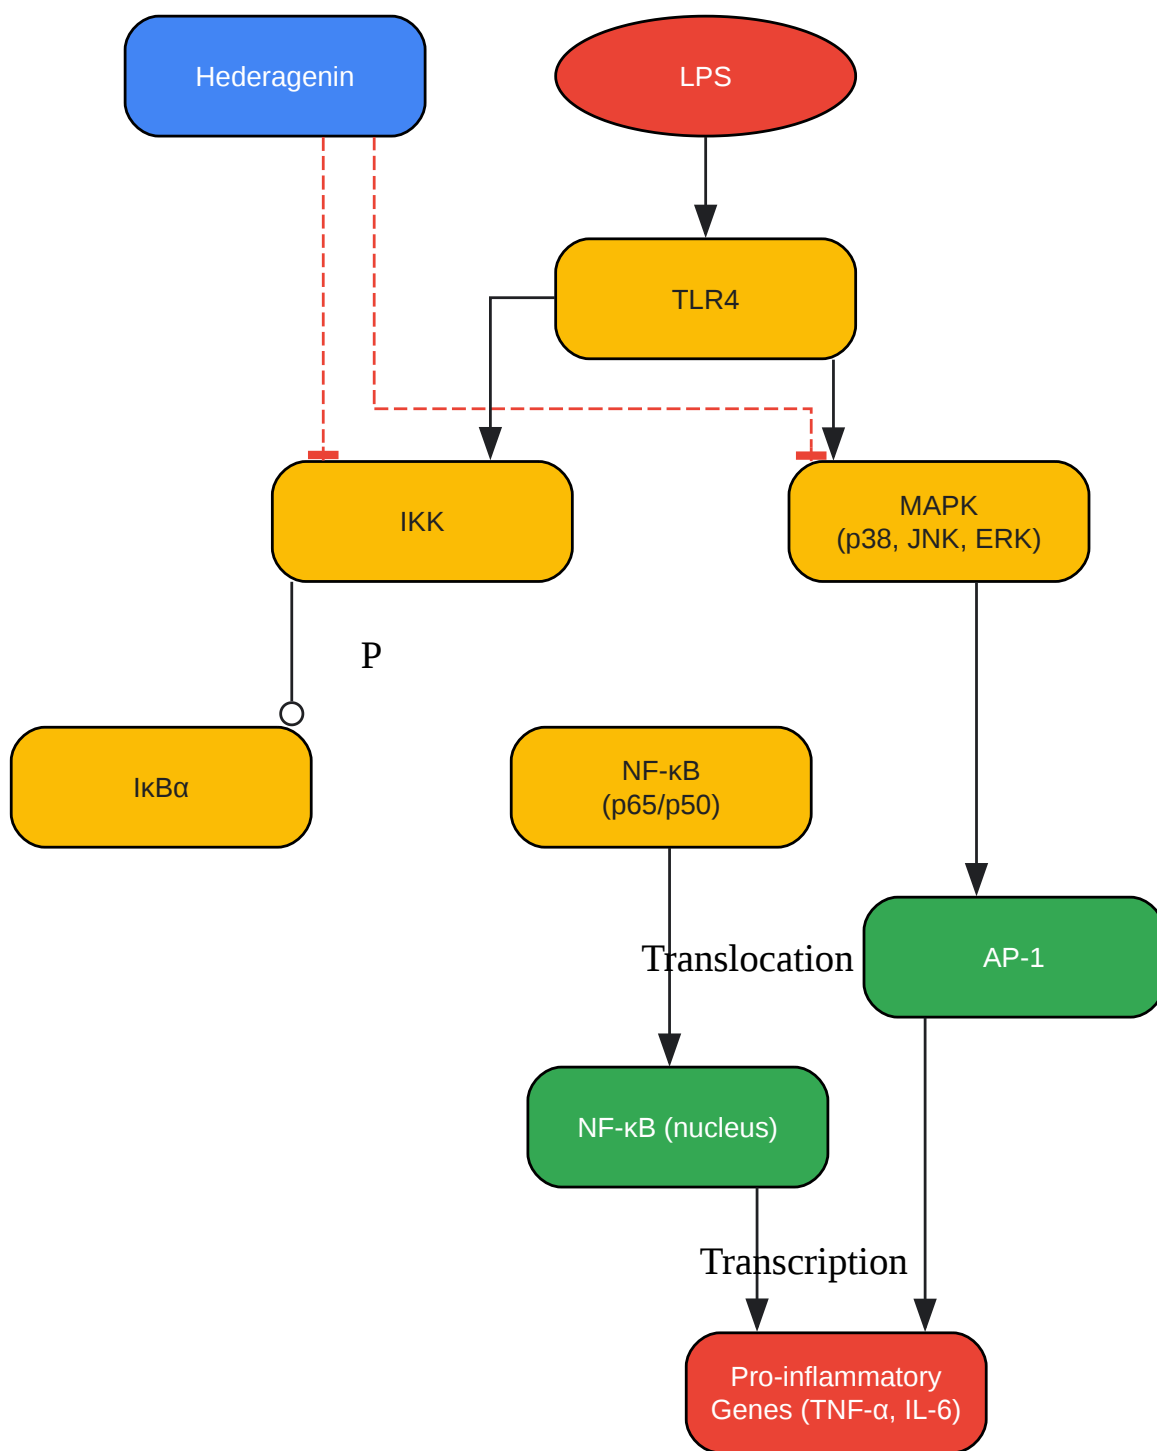 Hederagenin
LPS
TLR4
IKK
MAPK
(p38, JNK, ERK)
P
IκBα
NF-κB
(p65/p50)
Translocation
AP-1
NF-κB (nucleus)
Transcription
Pro-inflammatory
Genes (TNF-α, IL-6)